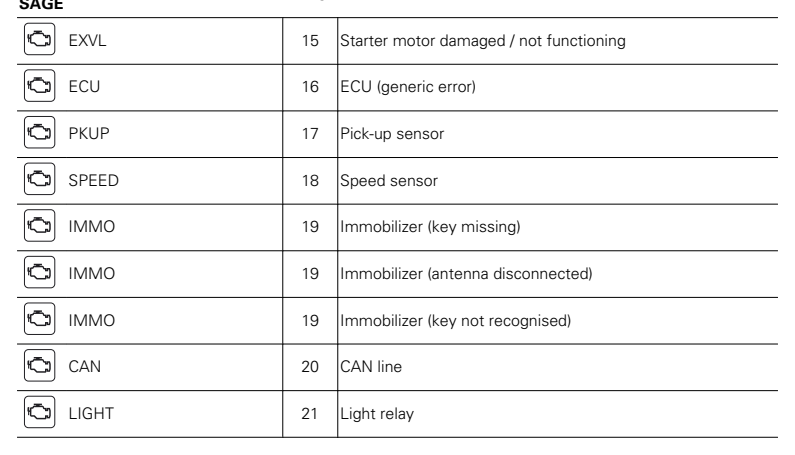 SAGE
EXVL 15 Starter motor damaged / not functioning
ECU 16 ECU (generic error)
PKUP 17 Pick-up sensor
SPEED 18 Speed sensor
IMMO 19 Immobilizer (key missing)
IMMO 19 Immobilizer (antenna disconnected)
IMMO 19 Immobilizer (key not recognised)
CAN 20 CAN line
LIGHT 21 Light relay